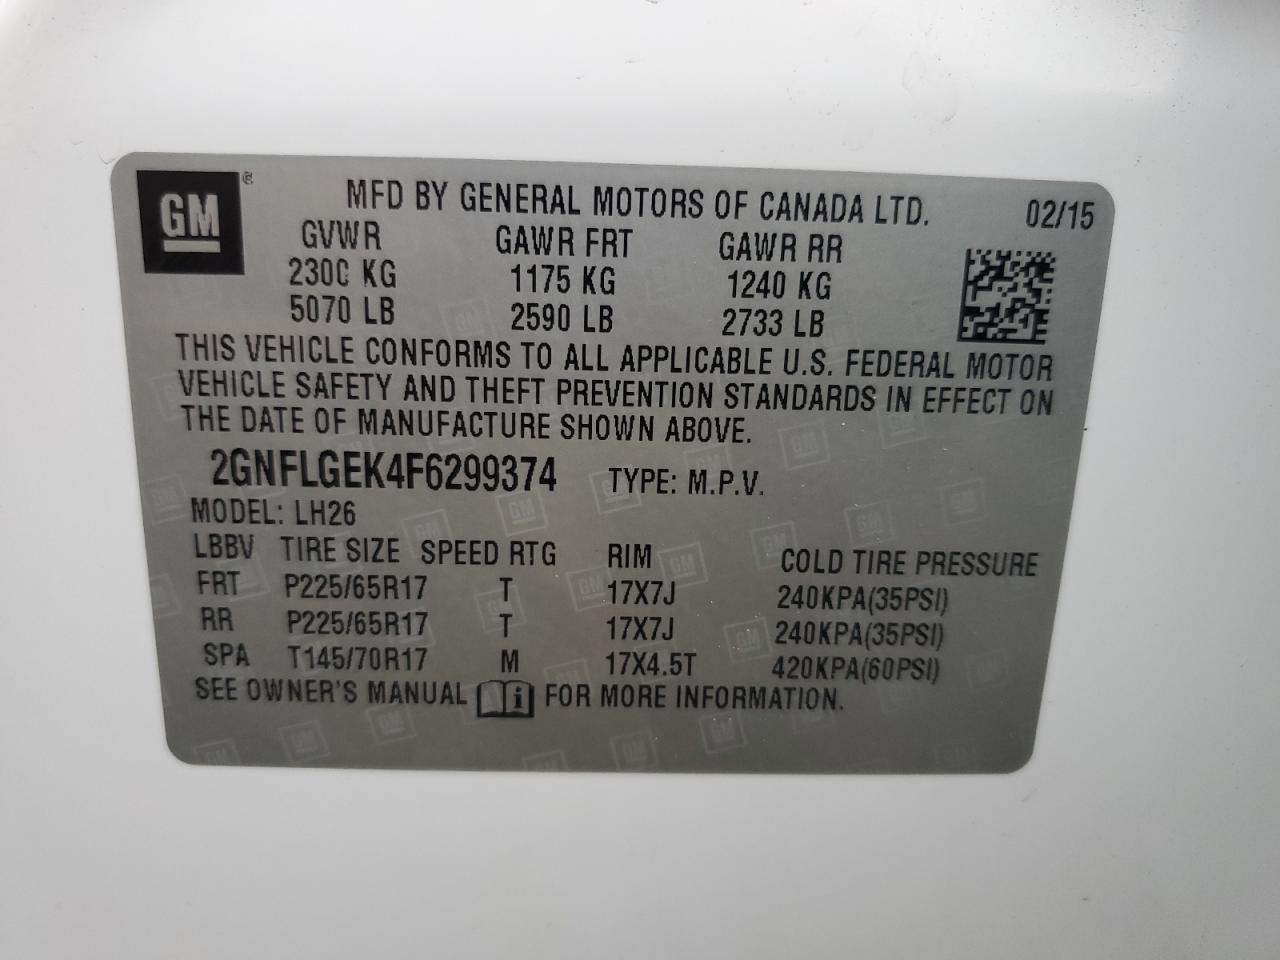 GM ® MFD BY GENERAL MOTORS OF CANADA LTD. 02/15
GVWR GAWR FRT GAWR RR
2300 KG 1175 KG 1240 KG
5070 LB 2590 LB 2733 LB
THIS VEHICLE CONFORMS TO ALL APPLICABLE U.S. FEDERAL MOTOR
VEHICLE SAFETY AND THEFT PREVENTION STANDARDS IN EFFECT ON
THE DATE OF MANUFACTURE SHOWN ABOVE.
2GNFLGEK4F6299374 TYPE: M.P.V.
MODEL: LH26
LBBV TIRE SIZE SPEED RTG RIM COLD TIRE PRESSURE
FRT P225/65R17 T 17X7J 240KPA(35PSI)
RR P225/65R17 T 17X7J 240KPA(35PSI)
SPA T145/70R17 M 17X4.5T 420KPA(60PSI)
SEE OWNER'S MANUAL i FOR MORE INFORMATION.